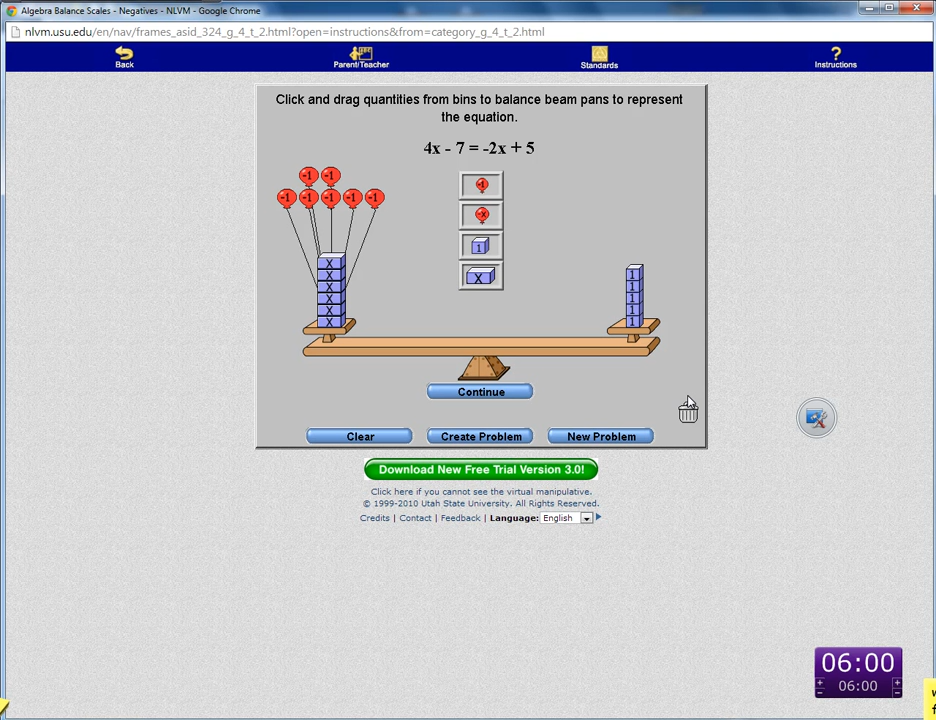 Algebra Balance Scales - Negatives - NLVM - Google Chrome
nlvm.usu.edu/en/nav/frames_asid_324_g_4_t_2.html?open=instructions&from=category_g_4_t_2.html
Back
Parent/Teacher
Standards
?
Instructions
Click and drag quantities from bins to balance beam pans to represent
the equation.
4x - 7 = -2x + 5
-1 -1
-1 -1 -1 -1 -1
-1
-x
1
X
X
X
X
X
X
X
1
1
1
1
1
Continue
Clear
Create Problem
New Problem
Download New Free Trial Version 3.0!
Click here if you cannot see the virtual manipulative.
© 1999-2010 Utah State University. All Rights Reserved.
Credits | Contact | Feedback | Language: English
06:00
+ 06:00 +
- -